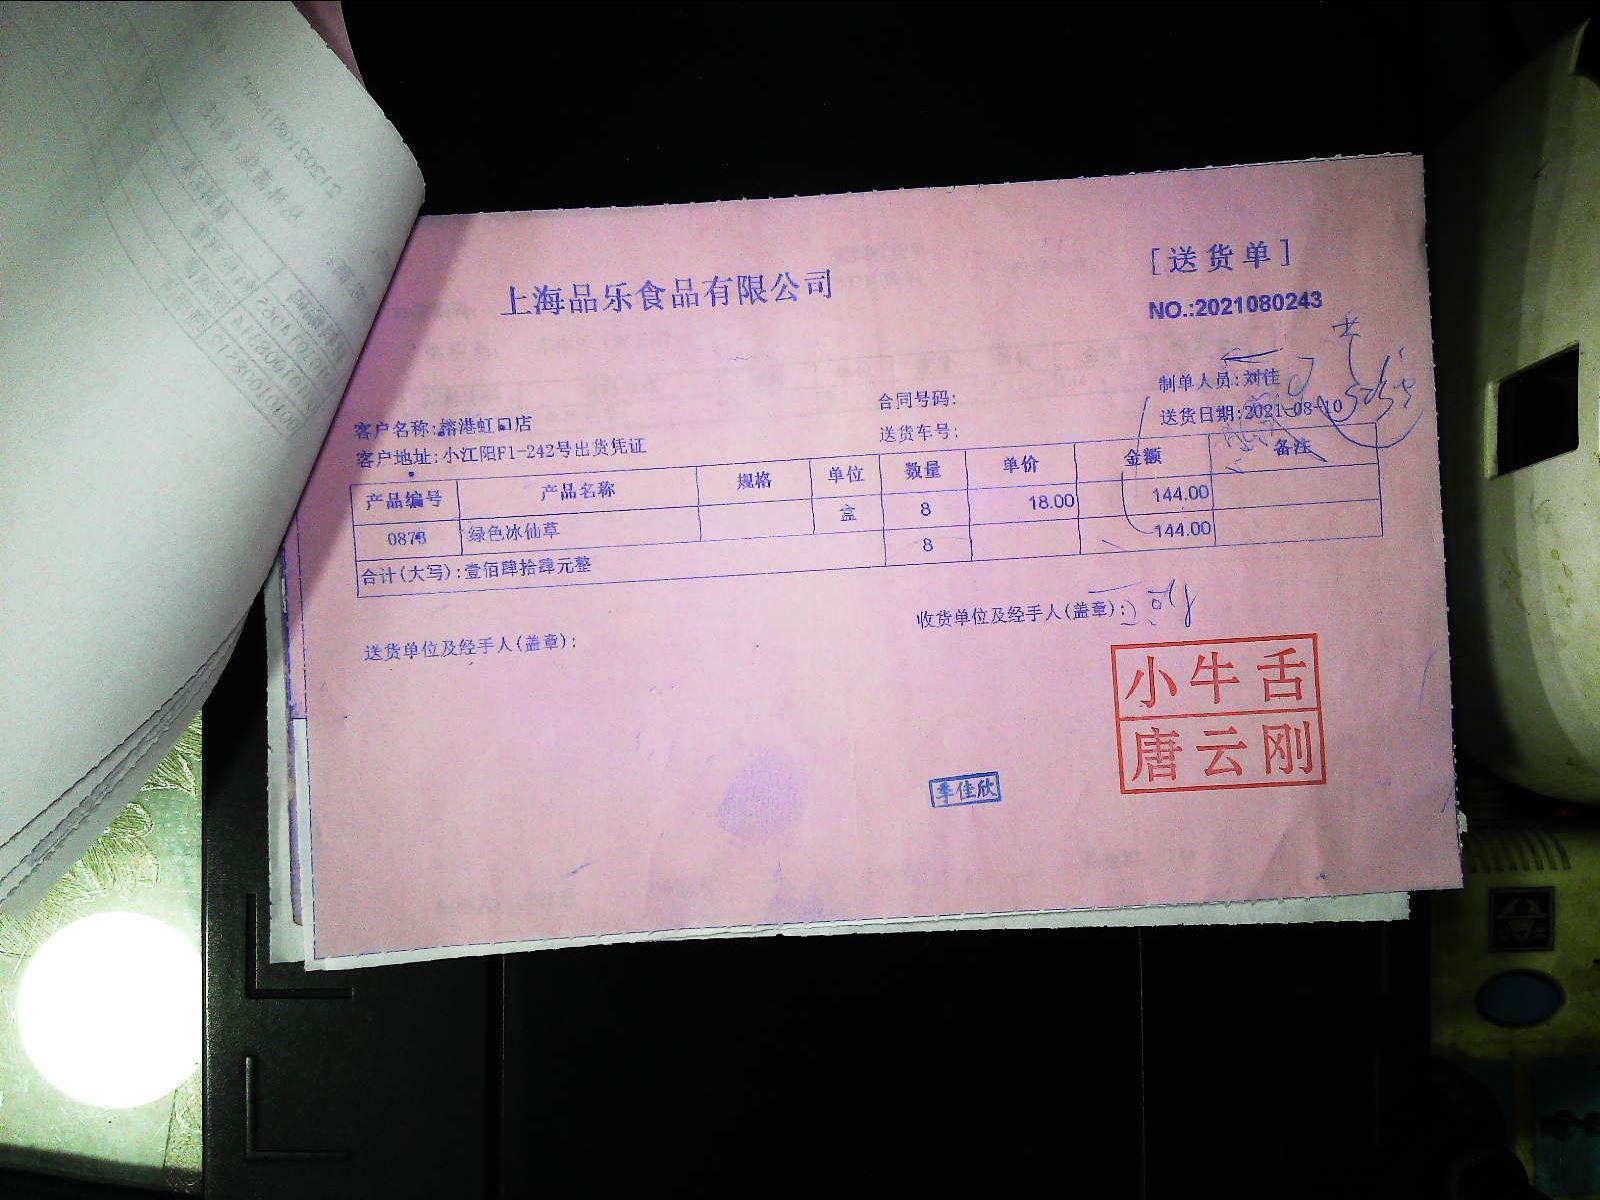 上海品乐食品有限公司
[送货单]
NO.:2021080243
制单人员:刘佳
合同号码:
送货日期:2021-08-10
客户名称:榕港虹口店
送货车号:
客户地址:小江阳F1-242号出货凭证
产品编号 产品名称 规格 单位 数量 单价 金额 备注
0873 绿色冰仙草 盒 8 18.00 144.00
合计(大写):壹佰肆拾肆元整 8 144.00
送货单位及经手人(盖章):
收货单位及经手人(盖章):
小牛舌
唐云刚
李佳欣